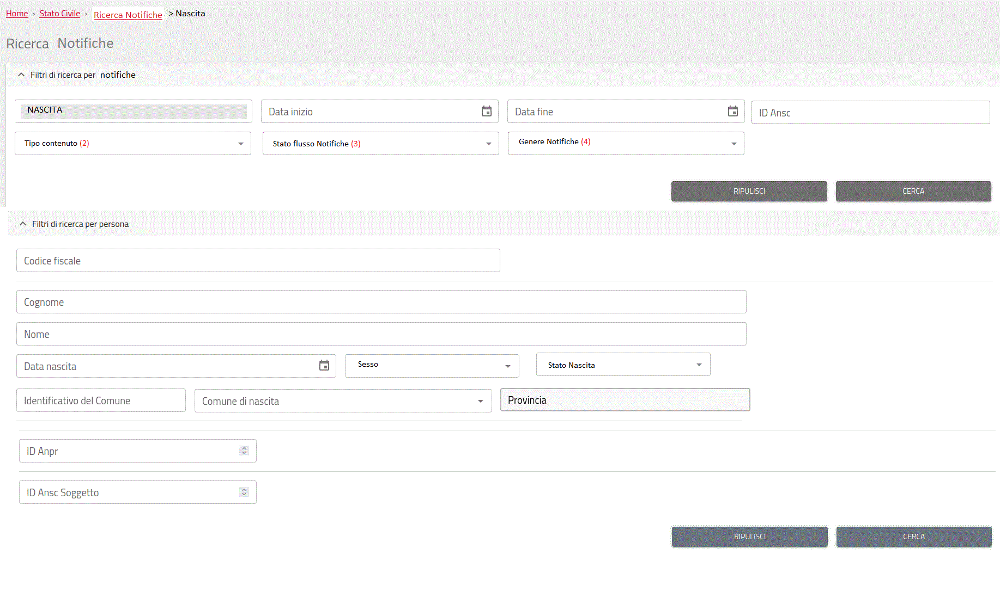 Home › Stato Civile › Ricerca Notifiche > Nascita
Ricerca Notifiche
Filtri di ricerca per notifiche
NASCITA Data inizio Data fine ID Ansc
Tipo contenuto (2) Stato flusso Notifiche (3) Genere Notifiche (4)
RIPULISCI CERCA
Filtri di ricerca per persona
Codice fiscale
Cognome
Nome
Data nascita Sesso Stato Nascita
Identificativo del Comune Comune di nascita Provincia
ID Anpr
ID Ansc Soggetto
RIPULISCI CERCA